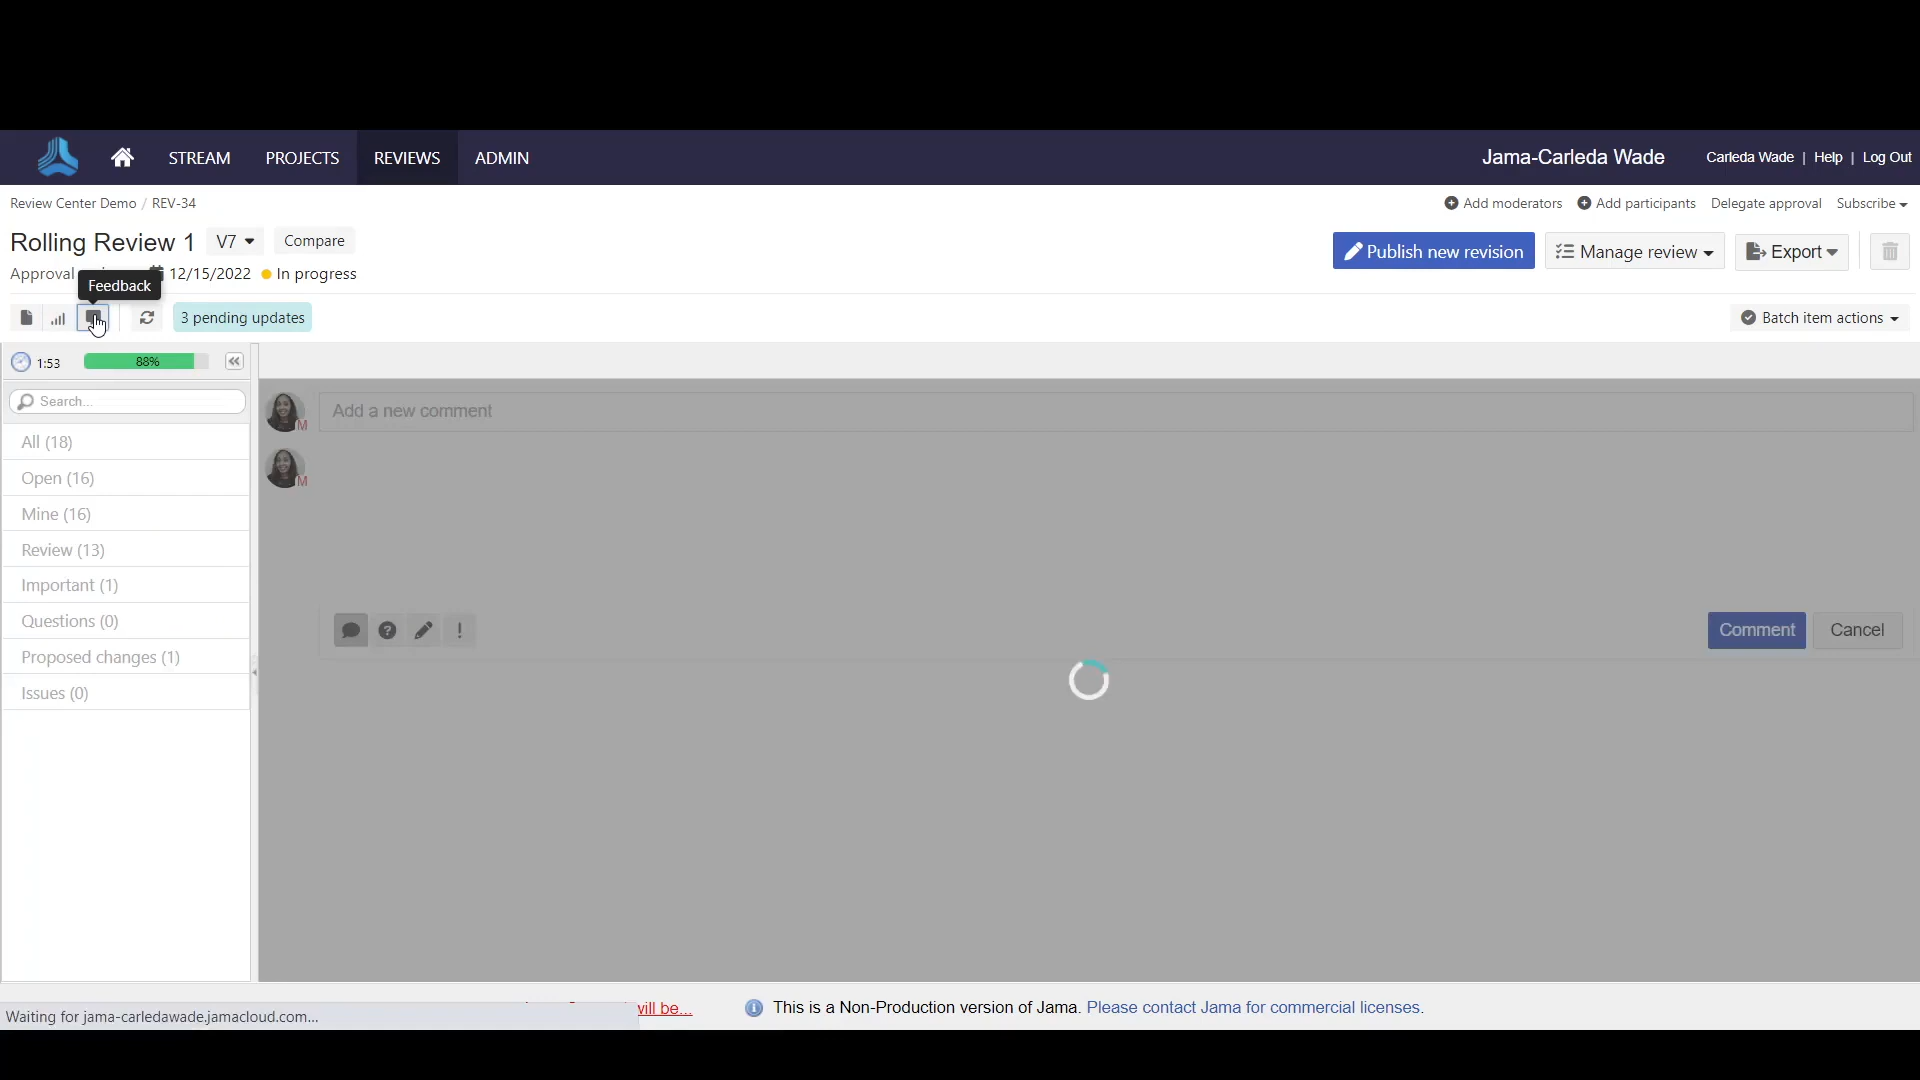 STREAM PROJECTS REVIEWS ADMIN Jama-Carleda Wade Carleda Wade | Help | Log Out
Review Center Demo / REV-34 Add moderators Add participants Delegate approval Subscribe
Rolling Review 1 V7 Compare Publish new revision Manage review Export
Approval 12/15/2022 In progress
Feedback
3 pending updates Batch item actions
1:53 88%
Search...
Add a new comment
M
All (18)
Open (16)
M
Mine (16)
Review (13)
Important (1)
Questions (0)
Comment Cancel
Proposed changes (1)
Issues (0)
will be... This is a Non-Production version of Jama. Please contact Jama for commercial licenses.
Waiting for jama-carledawade.jamacloud.com...